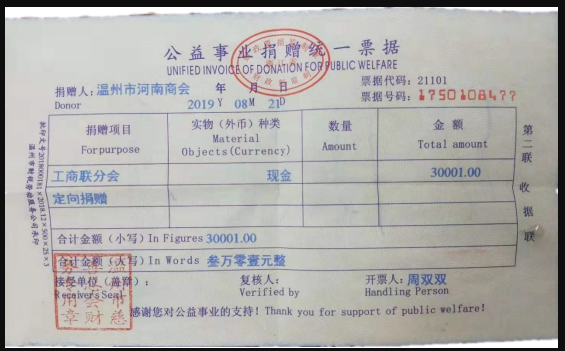 公益事业捐赠统一票据
UNIFIED INVOICE OF DONATION FOR PUBLIC WELFARE
捐赠人：温州市河南商会 年 月 日 票据代码：21101
Donor 2019 Y 08 M 21 D 票据号码：1750108477
捐赠项目 实物（外币）种类 数量 金额
Forpurpose Material Objects(Currency) Amount Total amount
工商联分会 现金 30001.00
定向捐赠
合计金额（小写）In Figures 30001.00
合计金额（大写）In Words 叁万零壹元整
接受单位（盖章）： 复核人： 开票人：周双双
Receiver's Seal Verified by Handling Person
感谢您对公益事业的支持！Thank you for support of public welfare!
第二联 收据联